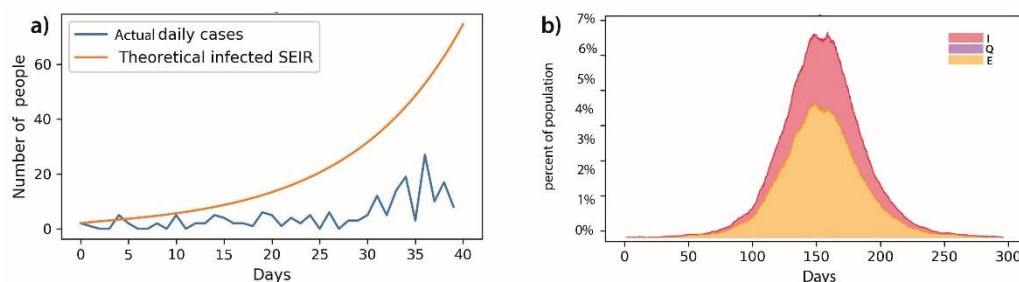 a)
Actual daily cases
Theoretical infected SEIR
Number of people
60
40
20
0
0 5 10 15 20 25 30 35 40
Days
b)
I
Q
E
percent of population
7%
6%
5%
4%
3%
2%
1%
0%
0 50 100 150 200 250 300
Days